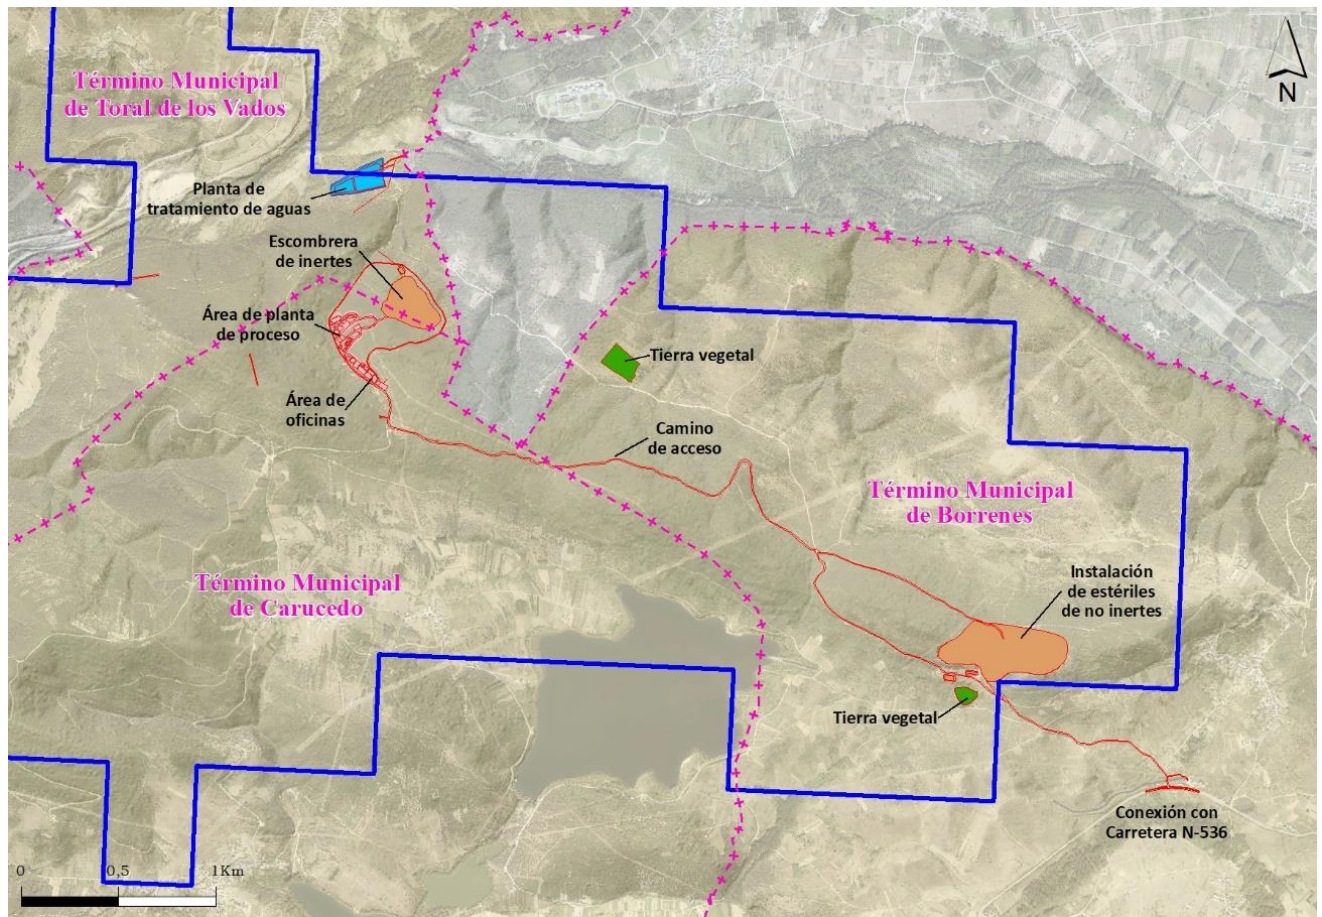 Término Municipal
de Toral de los Vados
N
Planta de
tratamiento de aguas
Escombrera
de inertes
Área de planta
de proceso
Tierra vegetal
Área de
oficinas
Camino
de acceso
Término Municipal
de Borrenes
Término Municipal
de Carucedo
Instalación
de estériles
de no inertes
Tierra vegetal
Conexión con
Carretera N-536
0 0,5 1Km